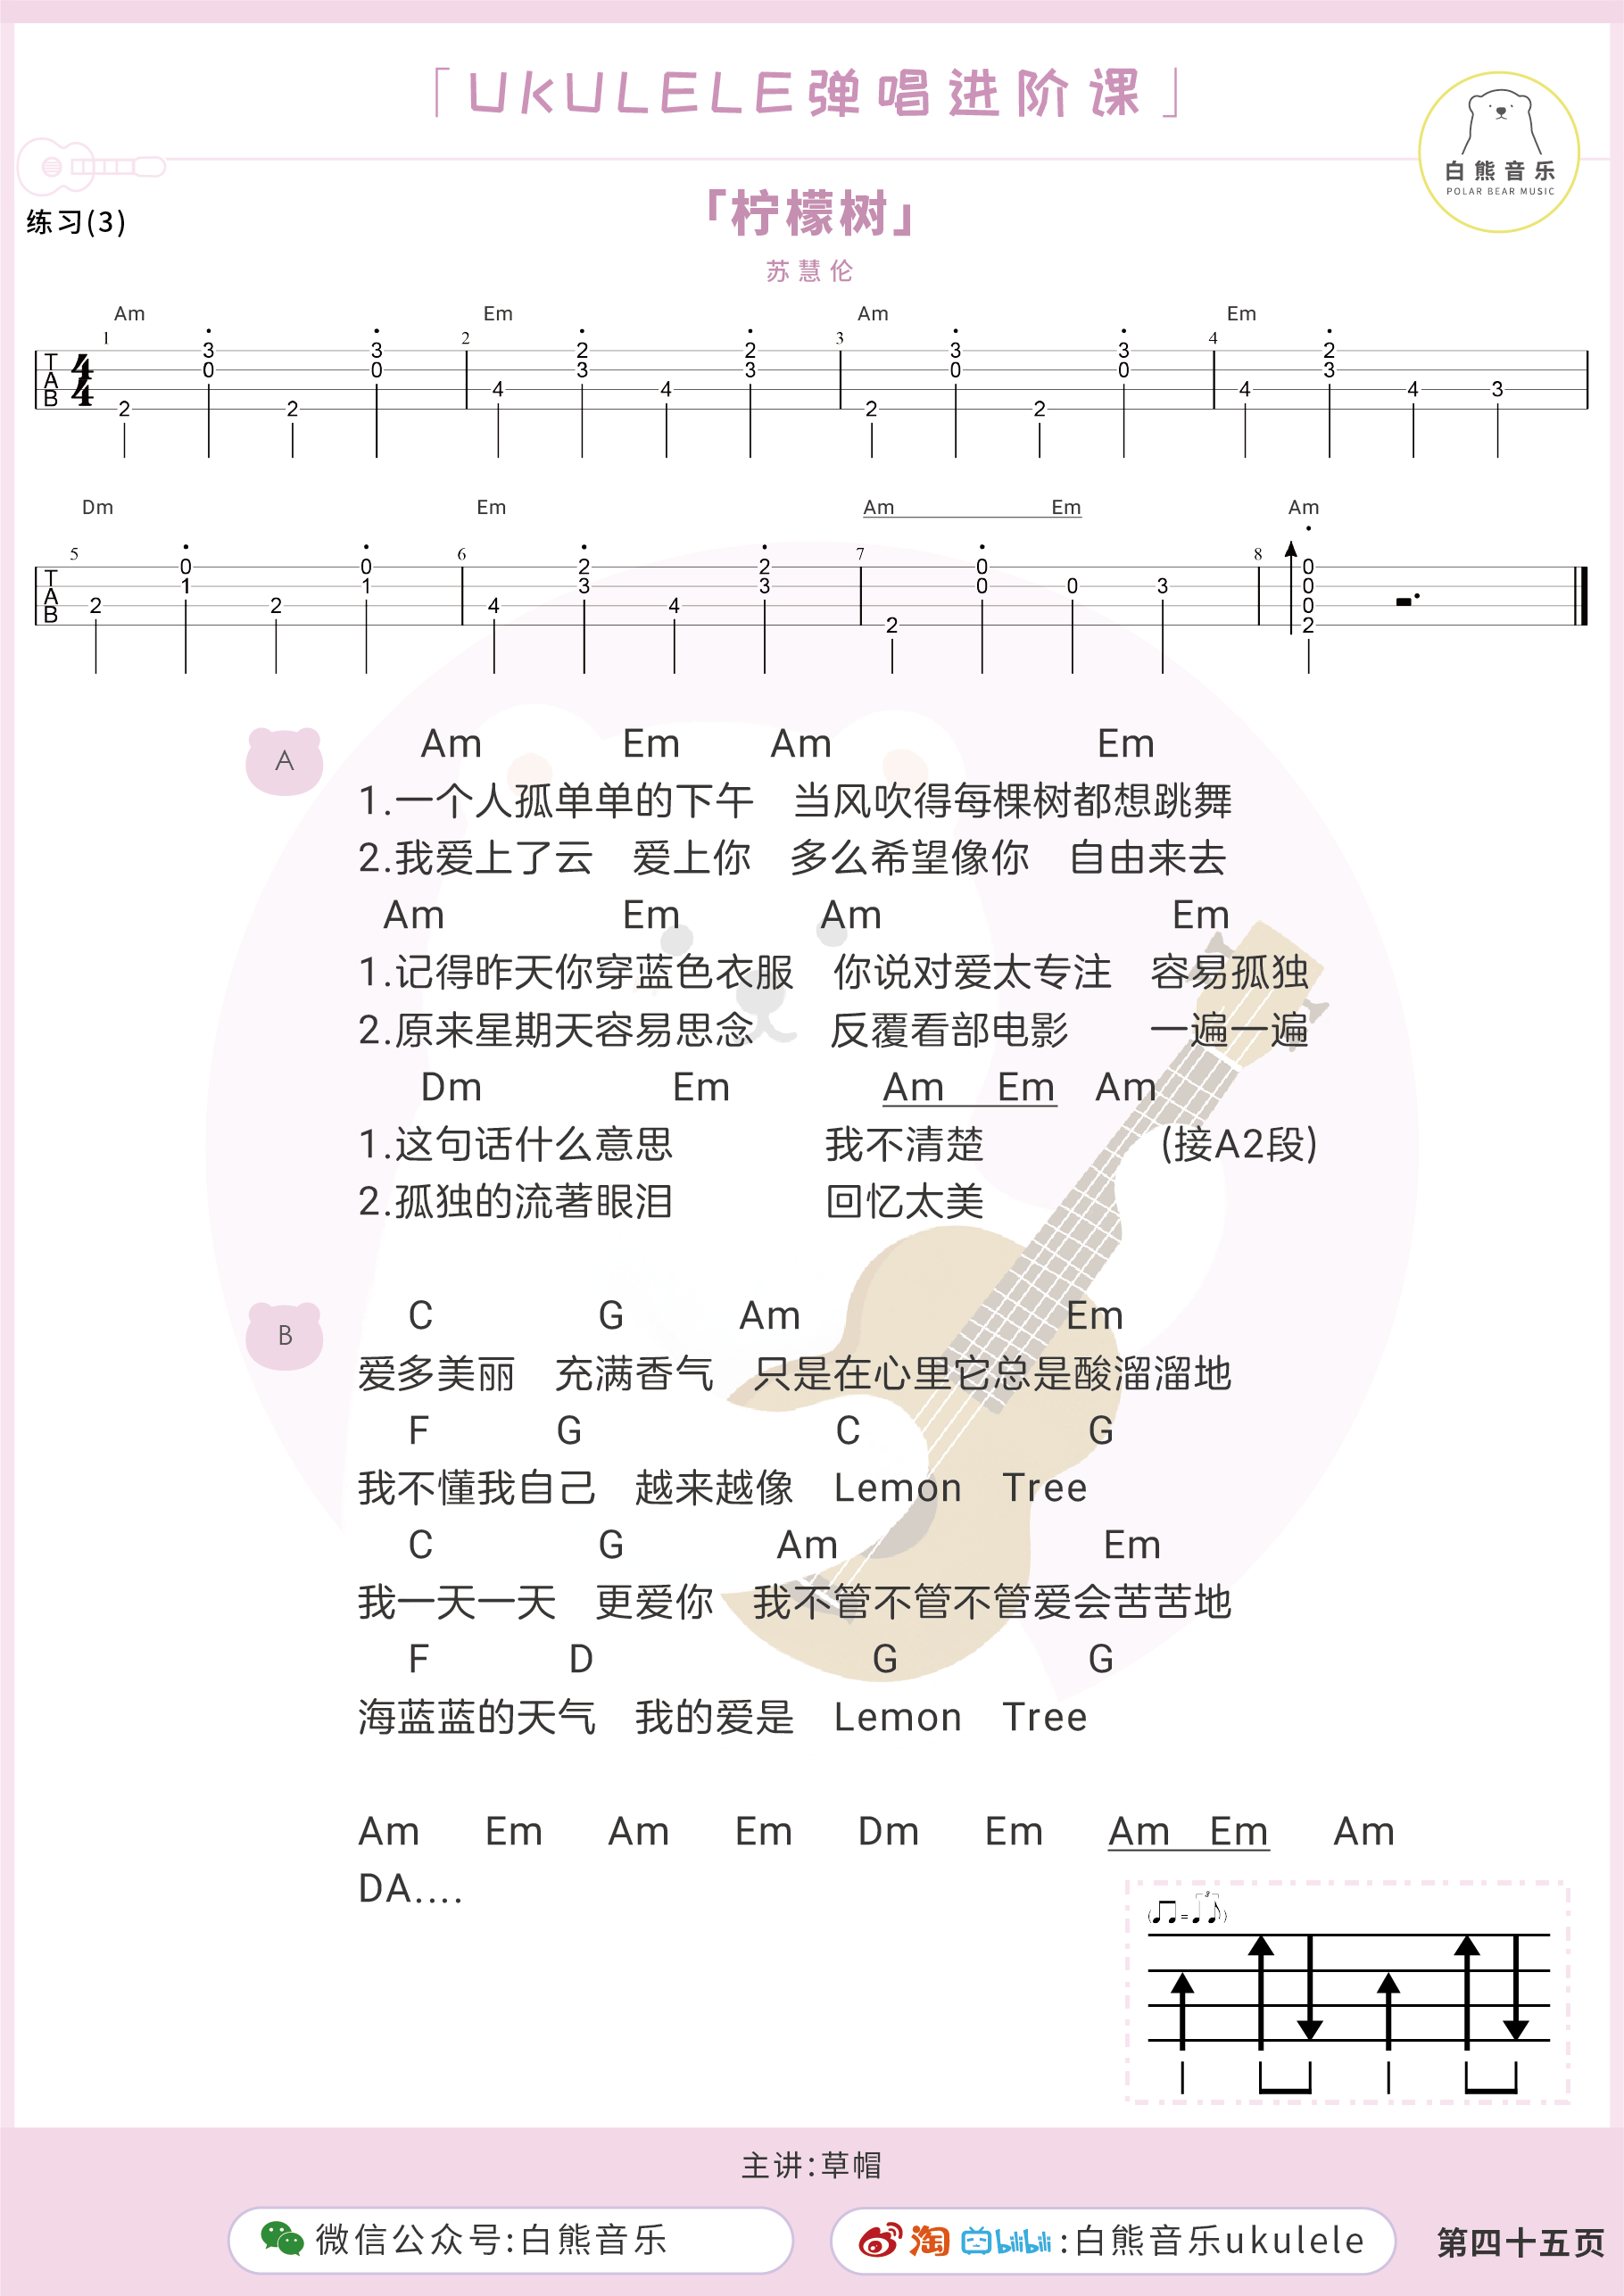 「UKULELE弹唱进阶课」
白熊音乐
POLAR BEAR MUSIC
「柠檬树」
练习(3)
苏慧伦
Am Em Am Em
1 2 3 4
T A B 4/4 2 3 0 2 3 0 4 2 3 4 2 3 2 3 0 2 3 0 4 2 3 4 3
Dm Em Am Em Am
5 6 7 8
T A B 2 0 1 2 0 1 4 2 3 4 2 3 2 0 0 0 3 0 0 0 2
A
Am Em Am Em
1.一个人孤单单的下午 当风吹得每棵树都想跳舞
2.我爱上了云 爱上你 多么希望像你 自由来去
Am Em Am Em
1.记得昨天你穿蓝色衣服 你说对爱太专注 容易孤独
2.原来星期天容易思念 反覆看部电影 一遍一遍
Dm Em Am Em Am
1.这句话什么意思 我不清楚 (接A2段)
2.孤独的流著眼泪 回忆太美
B
C G Am Em
爱多美丽 充满香气 只是在心里它总是酸溜溜地
F G C G
我不懂我自己 越来越像 Lemon Tree
C G Am Em
我一天一天 更爱你 我不管不管不管爱会苦苦地
F D G G
海蓝蓝的天气 我的爱是 Lemon Tree
Am Em Am Em Dm Em Am Em Am
DA....
(♫=♩♪) 3
主讲:草帽
微信公众号:白熊音乐
淘 bilibili :白熊音乐ukulele
第四十五页